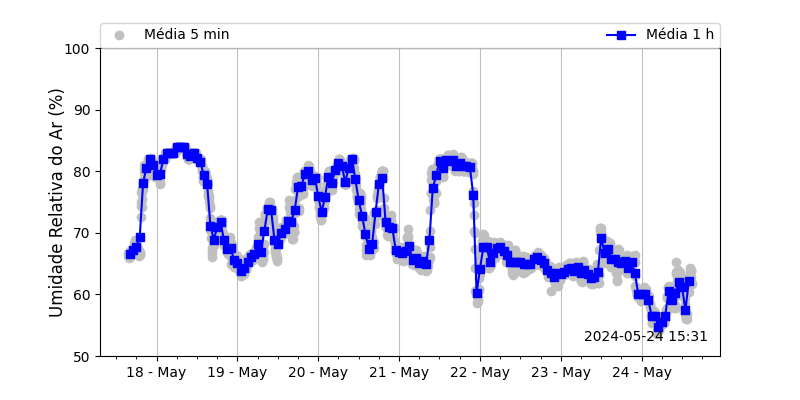 Média 5 min Média 1 h
100
90
80
70
60
50
Umidade Relativa do Ar (%)
2024-05-24 15:31
18 - May 19 - May 20 - May 21 - May 22 - May 23 - May 24 - May